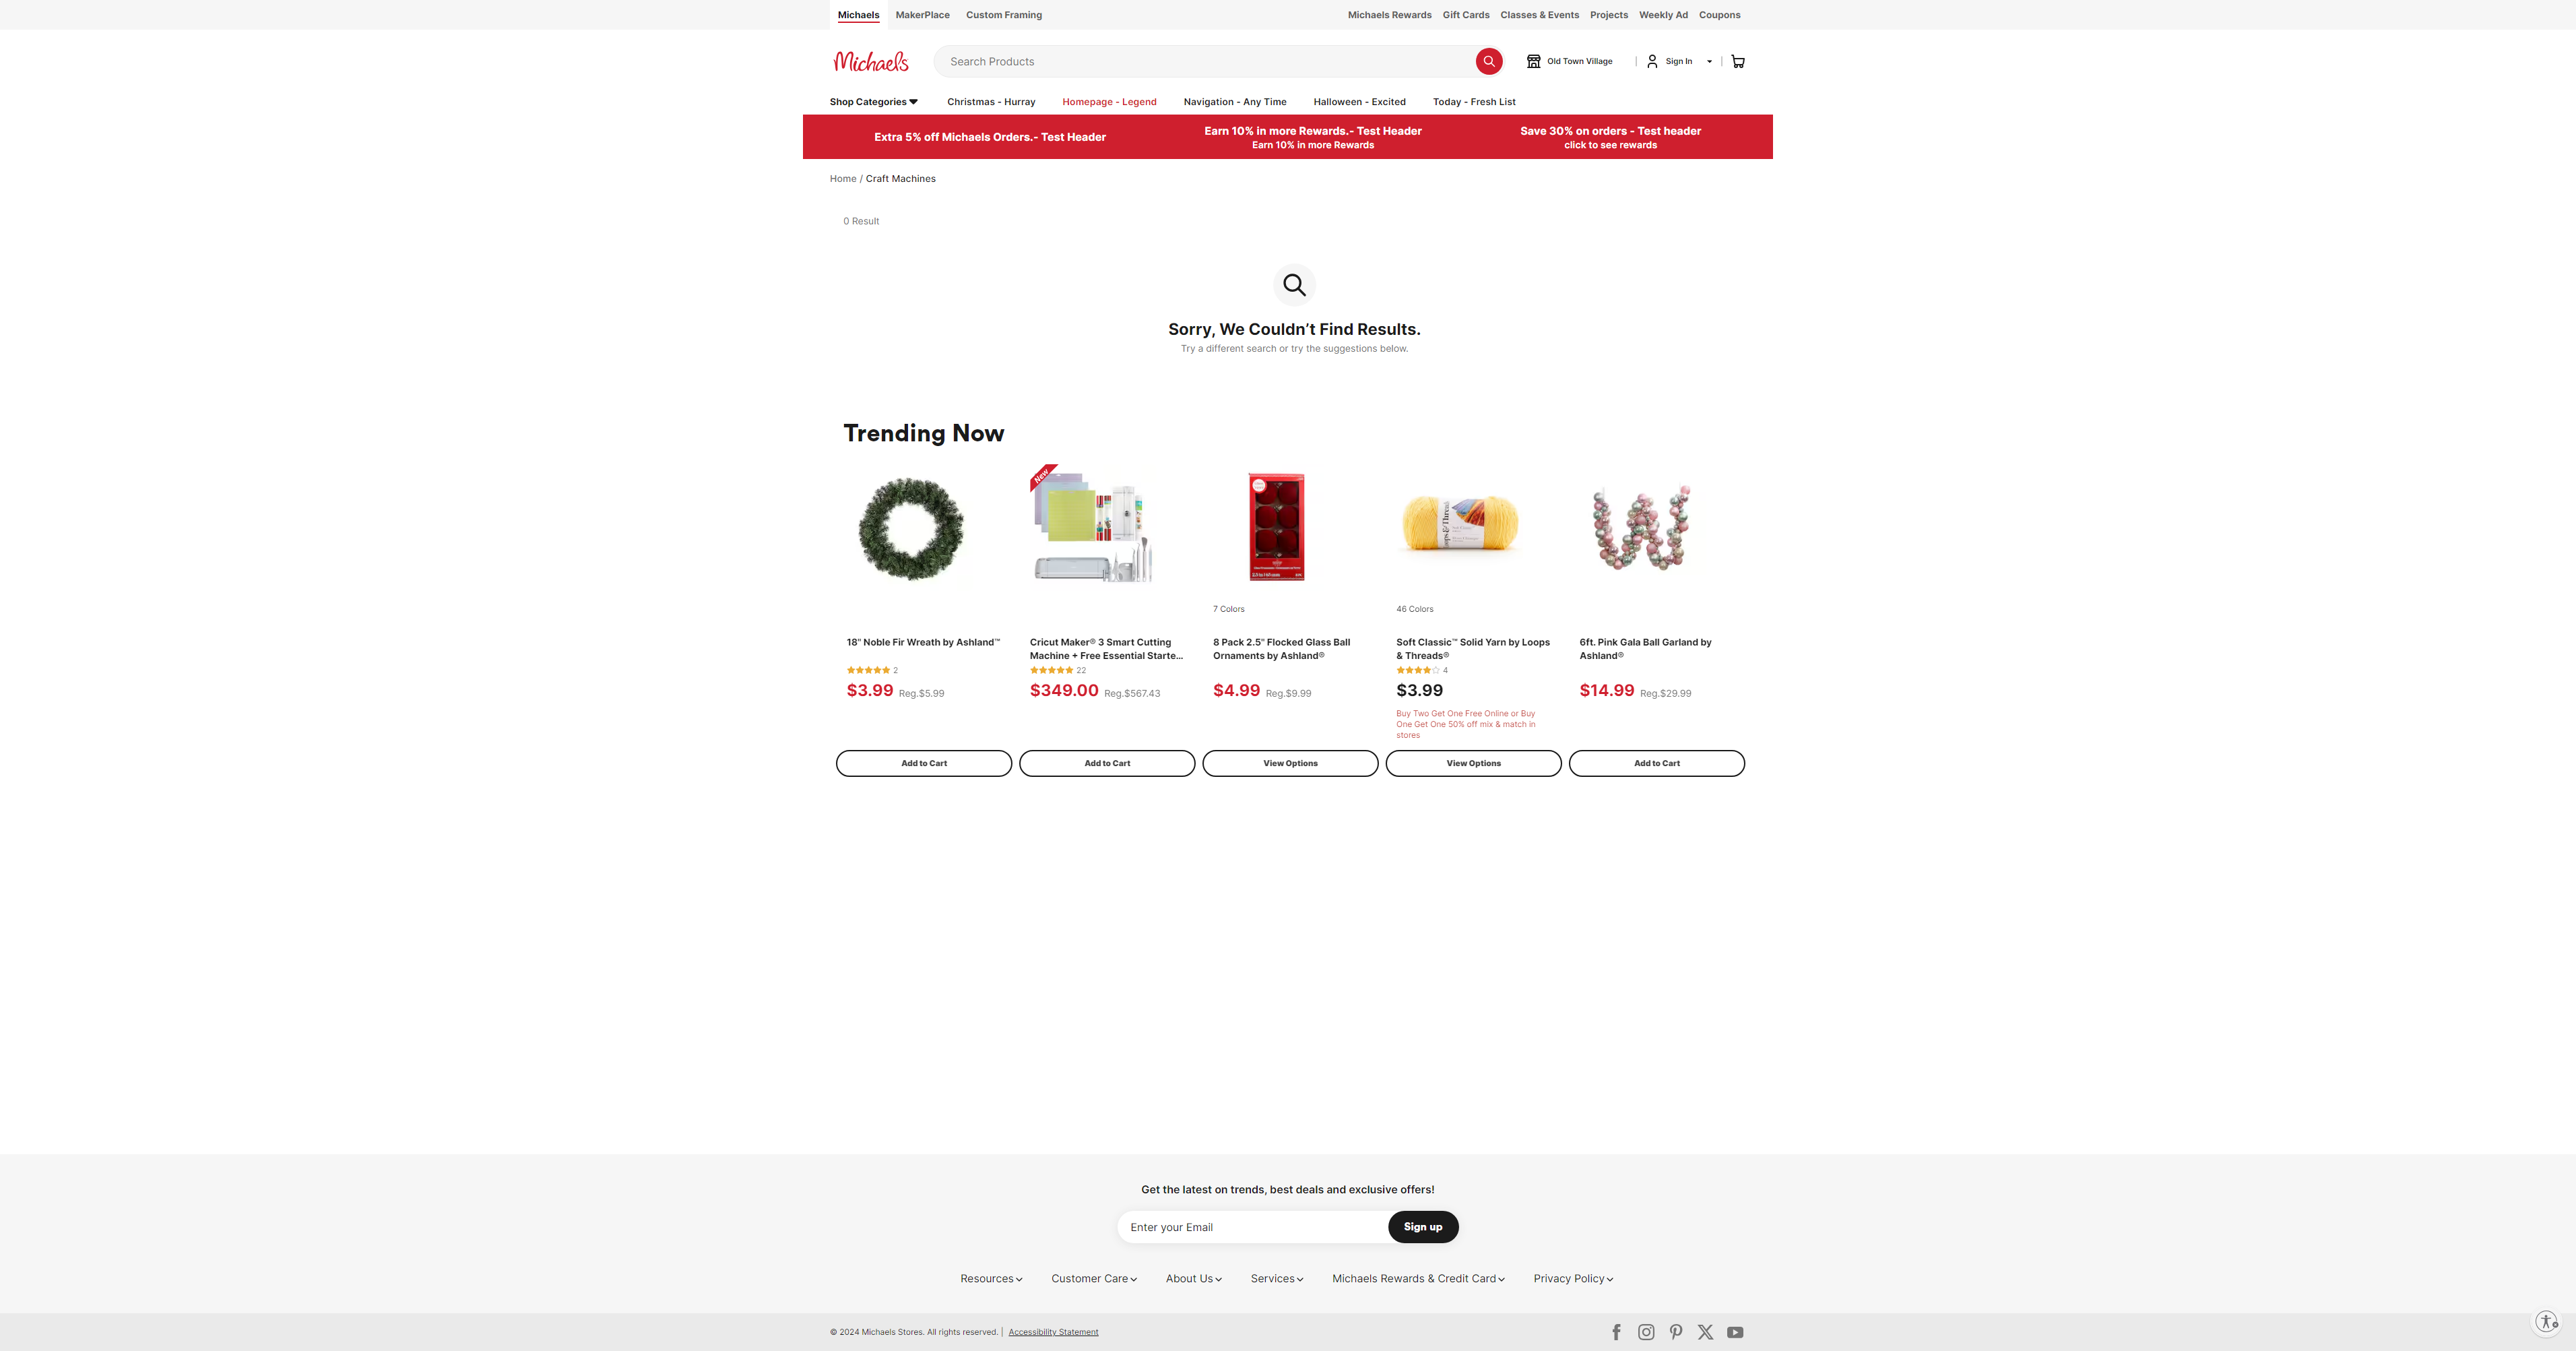 Michaels MakerPlace Custom Framing Michaels Rewards Gift Cards Classes & Events Projects Weekly Ad Coupons
Michaels Search Products Old Town Village | Sign In |
Shop Categories Christmas - Hurray Homepage - Legend Navigation - Any Time Halloween - Excited Today - Fresh List
Extra 5% off Michaels Orders.- Test Header
Earn 10% in more Rewards.- Test Header
Earn 10% in more Rewards
Save 30% on orders - Test header
click to see rewards
Home / Craft Machines
0 Result
Sorry, We Couldn’t Find Results.
Try a different search or try the suggestions below.
Trending Now
18" Noble Fir Wreath by Ashland™
2
$3.99 Reg.$5.99
Add to Cart
New
Cricut Maker® 3 Smart Cutting
Machine + Free Essential Starte...
22
$349.00 Reg.$567.43
Add to Cart
7 Colors
8 Pack 2.5" Flocked Glass Ball
Ornaments by Ashland®
$4.99 Reg.$9.99
View Options
46 Colors
Soft Classic™ Solid Yarn by Loops
& Threads®
4
$3.99
Buy Two Get One Free Online or Buy
One Get One 50% off mix & match in
stores
View Options
6ft. Pink Gala Ball Garland by
Ashland®
$14.99 Reg.$29.99
Add to Cart
Get the latest on trends, best deals and exclusive offers!
Enter your Email Sign up
Resources Customer Care About Us Services Michaels Rewards & Credit Card Privacy Policy
© 2024 Michaels Stores. All rights reserved. | Accessibility Statement